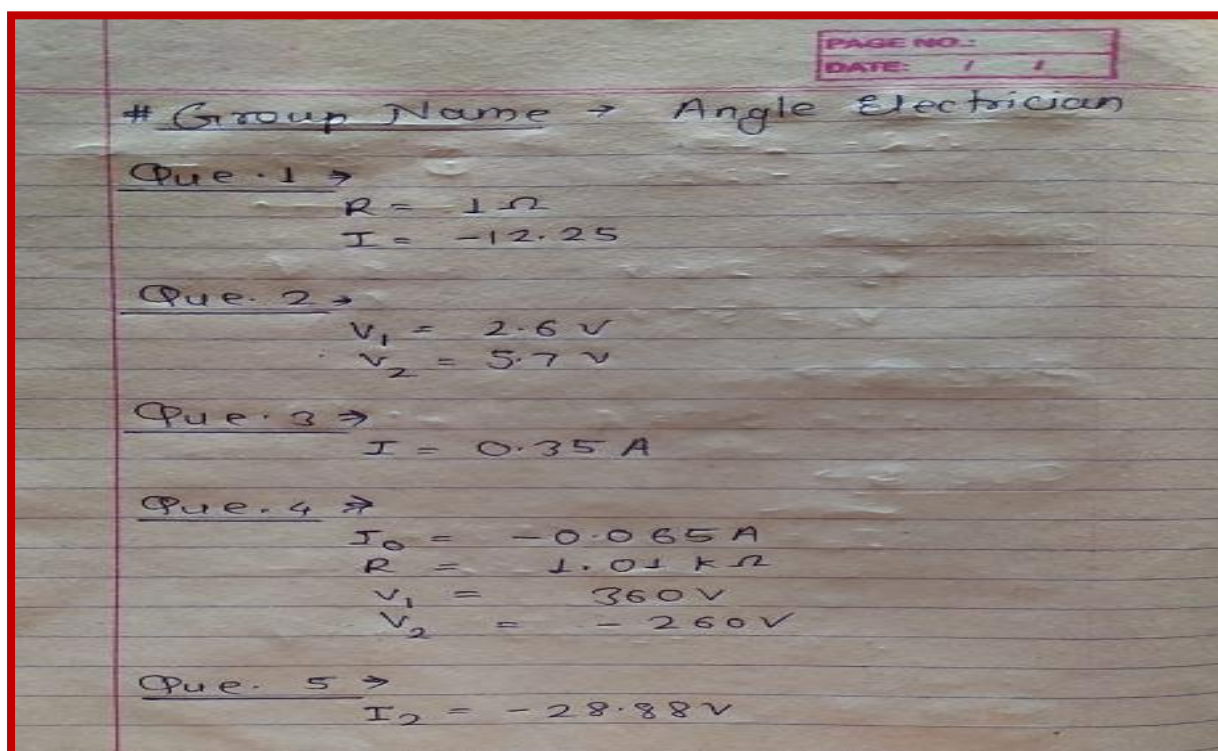 PAGE NO.:
DATE: / /
# Group Name → Angle Electrician
Que. 1 →
R = 1 Ω
I = -12.25
Que. 2 →
V₁ = 2.6 V
V₂ = 5.7 V
Que. 3 →
I = 0.35 A
Que. 4 →
I₀ = -0.065 A
R = 1.01 K Ω
V₁ = 360 V
V₂ = - 260 V
Que. 5 →
I₂ = -28.88 V